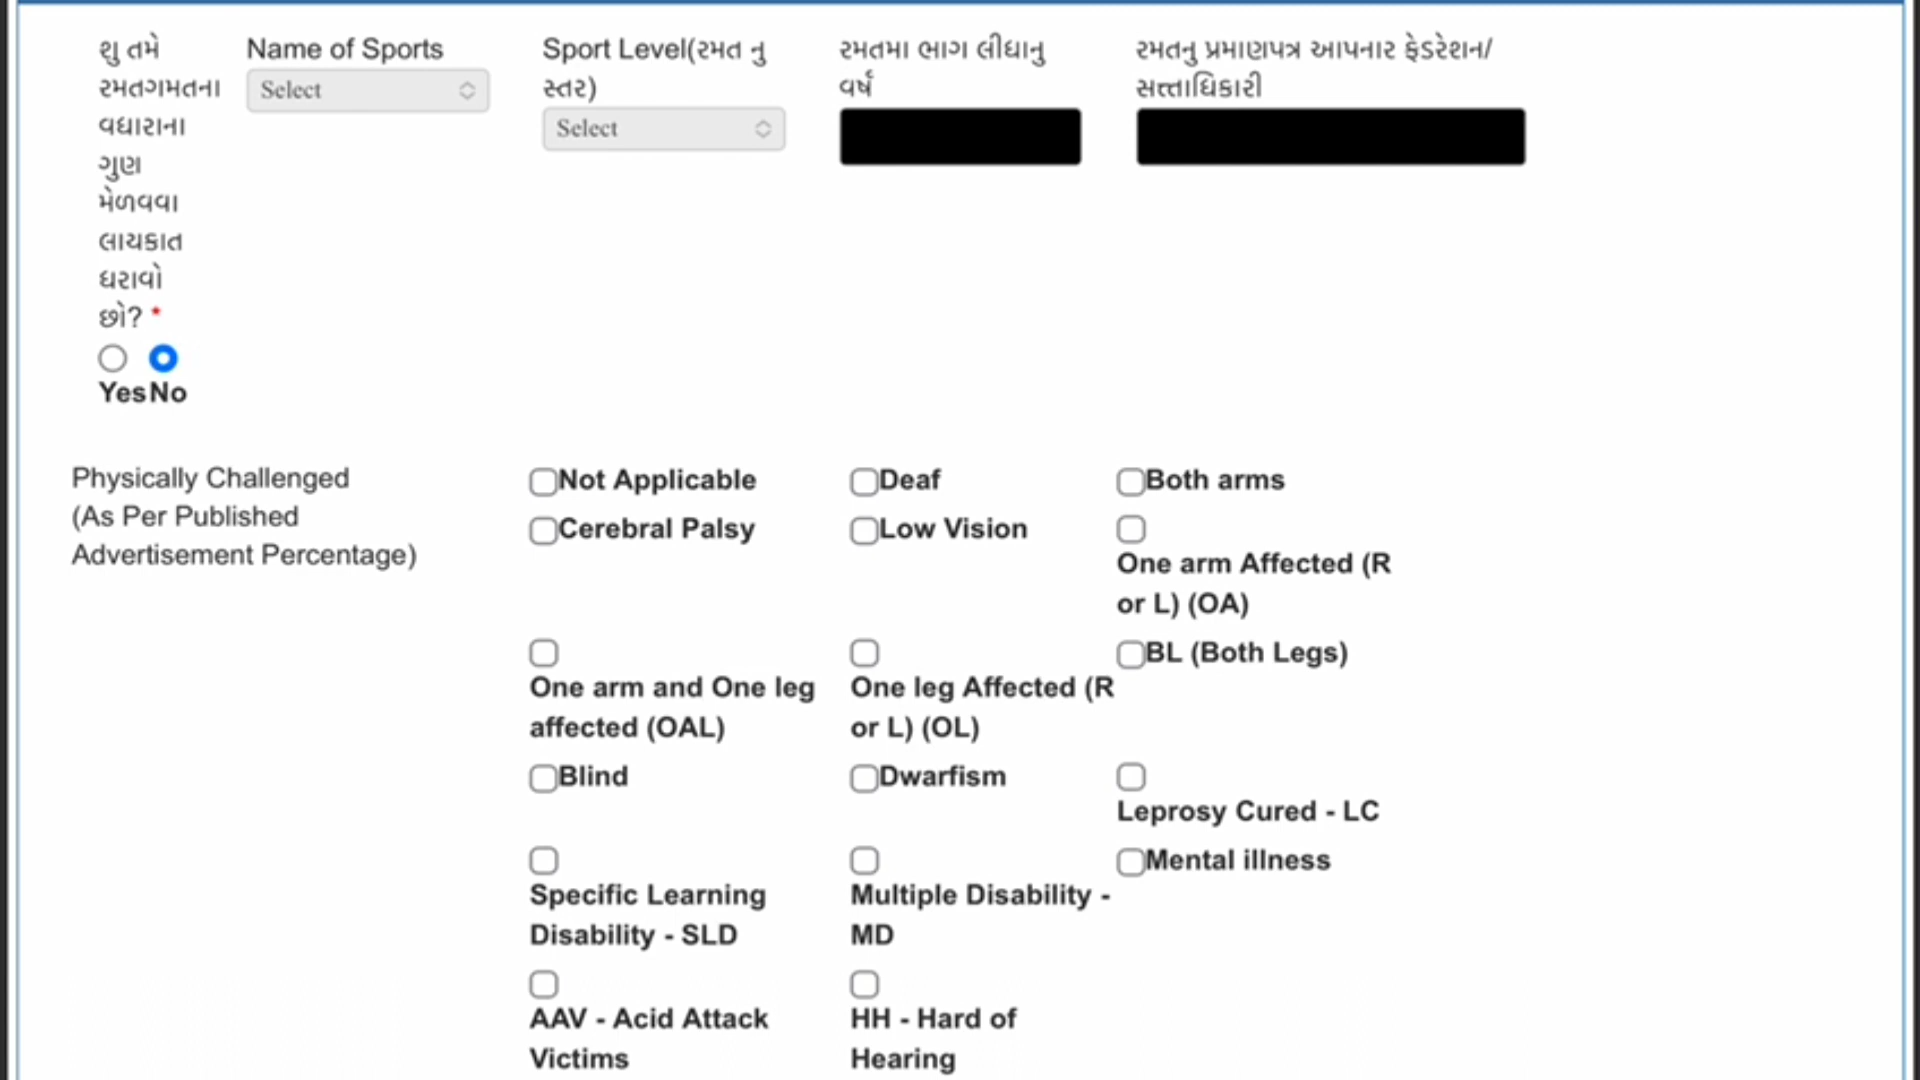 શુ તમે
રમતગમતના
વધારાના
ગુણ
મેળવવા
લાયકાત
ધરાવો
છો? *
Yes No
Name of Sports
Select
Sport Level(રમત નુ
સ્તર)
Select
રમતમા ભાગ લીધાનુ
વર્ષ
રમતનુ પ્રમાણપત્ર આપનાર ફેડરેશન/
સત્તાધિકારી
Physically Challenged
(As Per Published
Advertisement Percentage)
Not Applicable
Deaf
Both arms
Cerebral Palsy
Low Vision
One arm Affected (R
or L) (OA)
One arm and One leg
affected (OAL)
One leg Affected (R
or L) (OL)
BL (Both Legs)
Blind
Dwarfism
Leprosy Cured - LC
Specific Learning
Disability - SLD
Multiple Disability -
MD
Mental illness
AAV - Acid Attack
Victims
HH - Hard of
Hearing